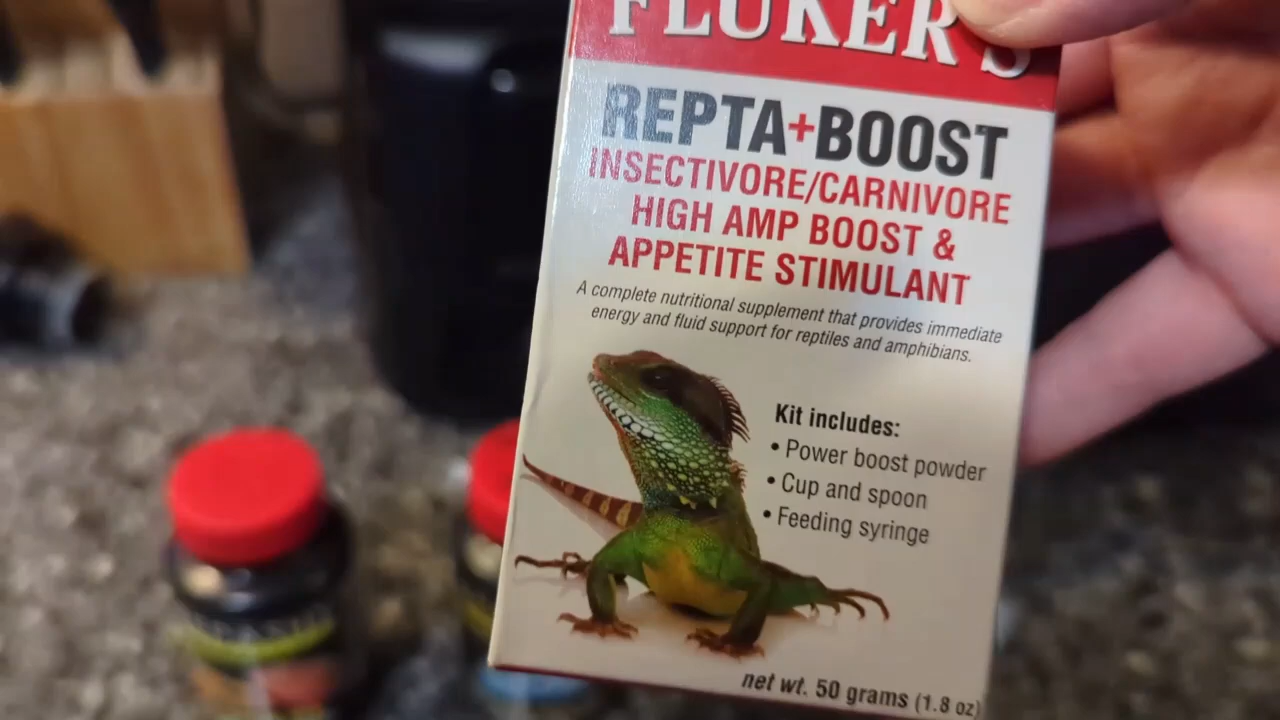 FLUKER'S
REPTA+BOOST
INSECTIVORE/CARNIVORE
HIGH AMP BOOST &
APPETITE STIMULANT
A complete nutritional supplement that provides immediate
energy and fluid support for reptiles and amphibians.
Kit includes:
• Power boost powder
• Cup and spoon
• Feeding syringe
net wt. 50 grams (1.8 oz)